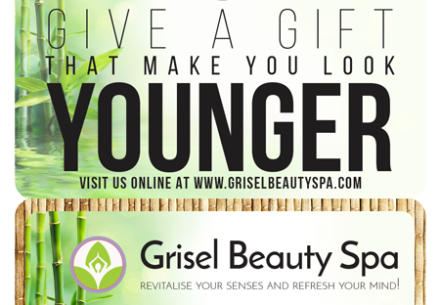 GIVE A GIFT
THAT MAKE YOU LOOK
YOUNGER
VISIT US ONLINE AT WWW.GRISELBEAUTYSPA.COM
Grisel Beauty Spa
REVITALISE YOUR SENSES AND REFRESH YOUR MIND!